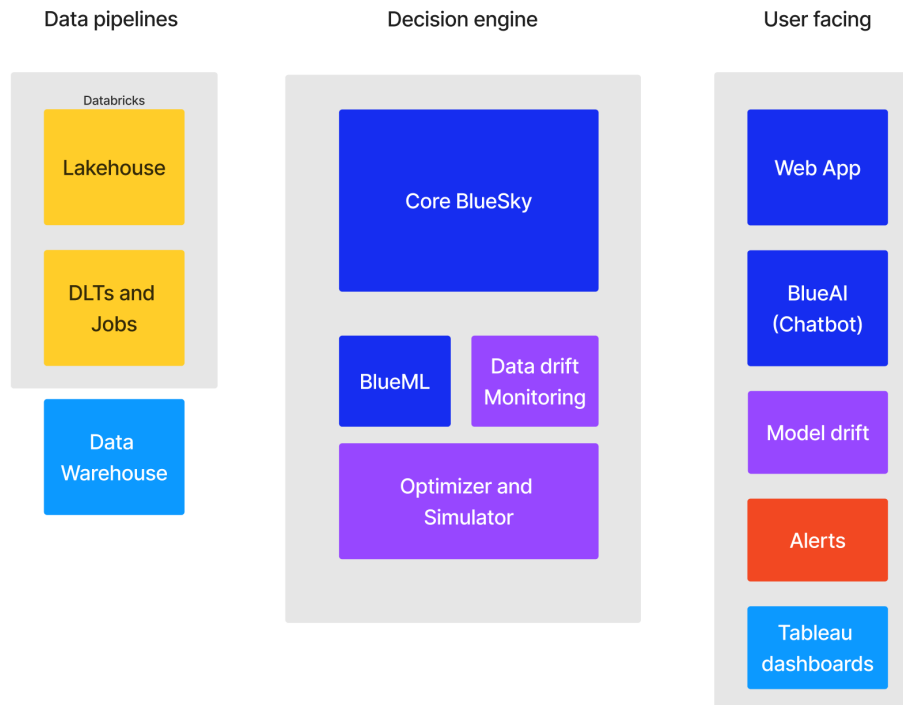 Data pipelines
Decision engine
User facing
Databricks
Lakehouse
DLTs and
Jobs
Data
Warehouse
Core BlueSky
BlueML
Data drift
Monitoring
Optimizer and
Simulator
Web App
BlueAI
(Chatbot)
Model drift
Alerts
Tableau
dashboards